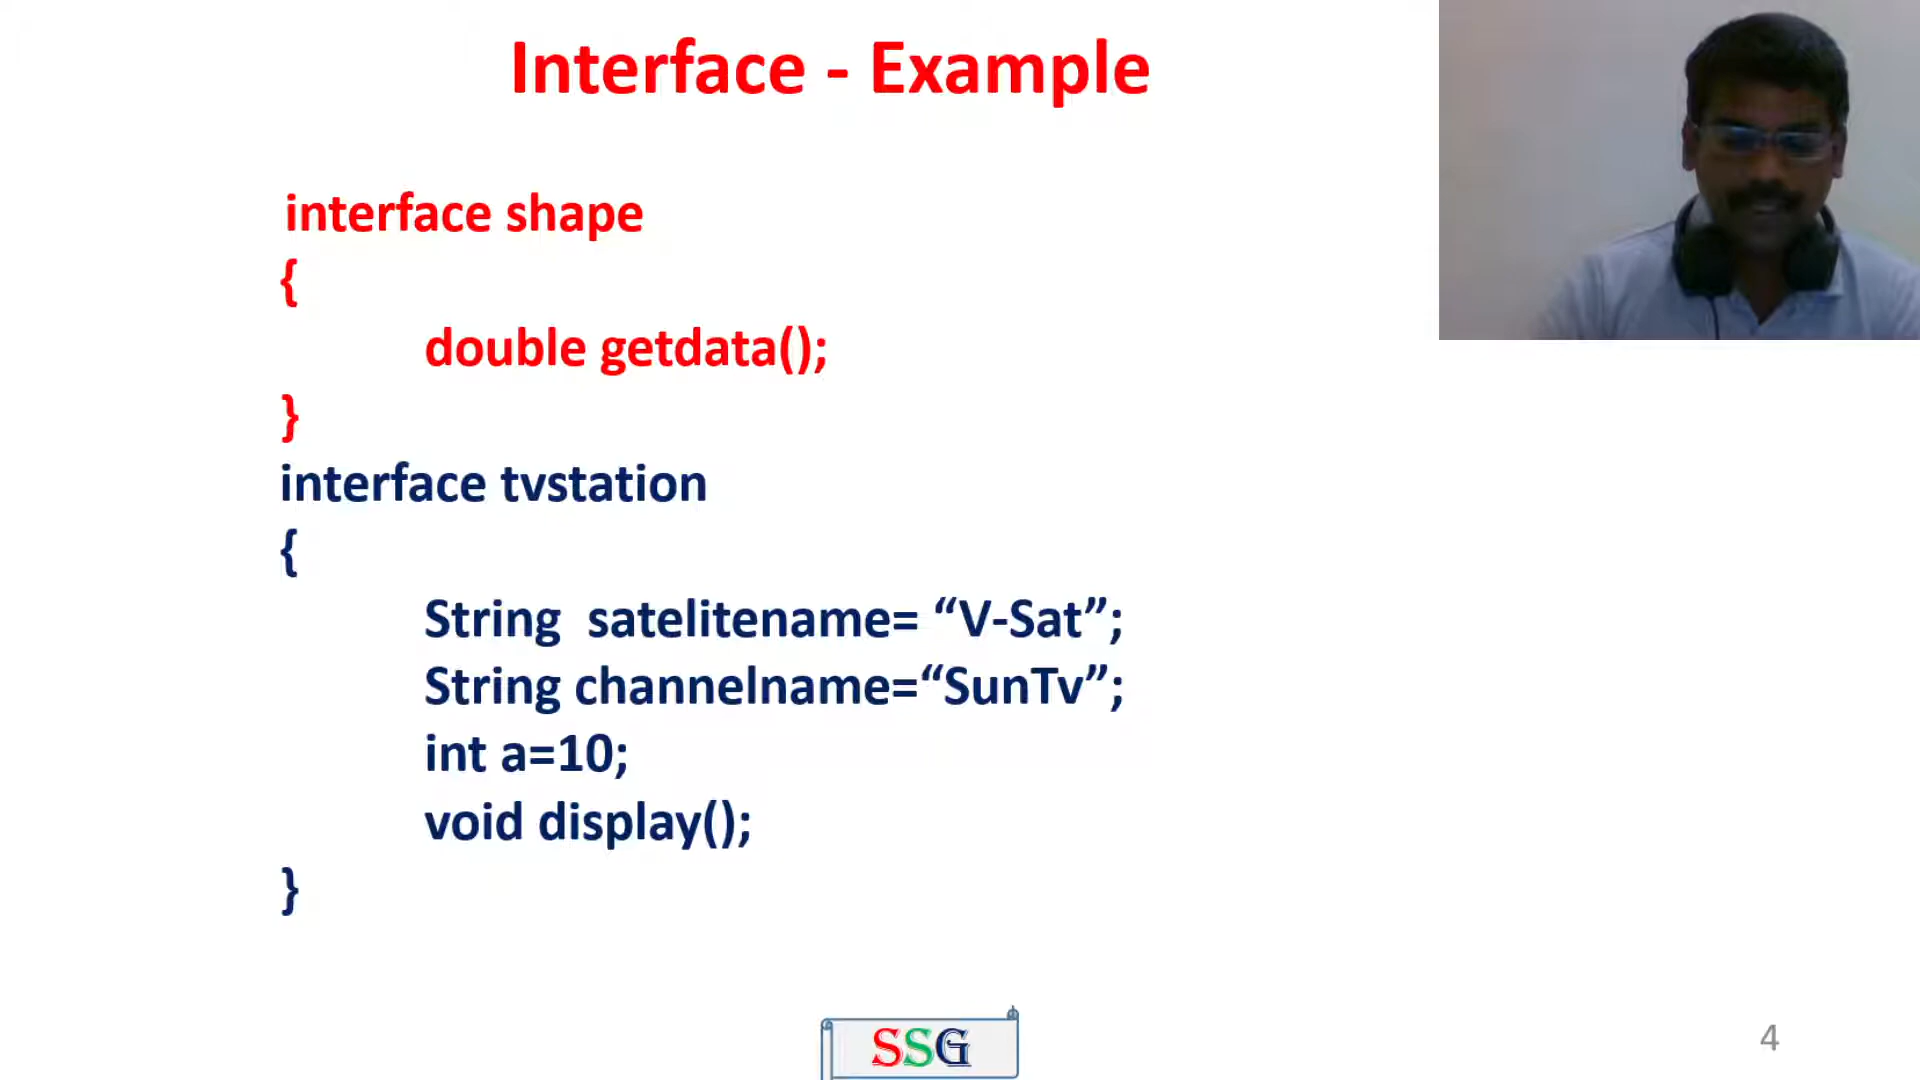 Interface - Example
interface shape
{
double getdata();
}
interface tvstation
{
String  satelitename= “V-Sat”;
String channelname=“SunTv”;
int a=10;
void display();
}
SSG
4